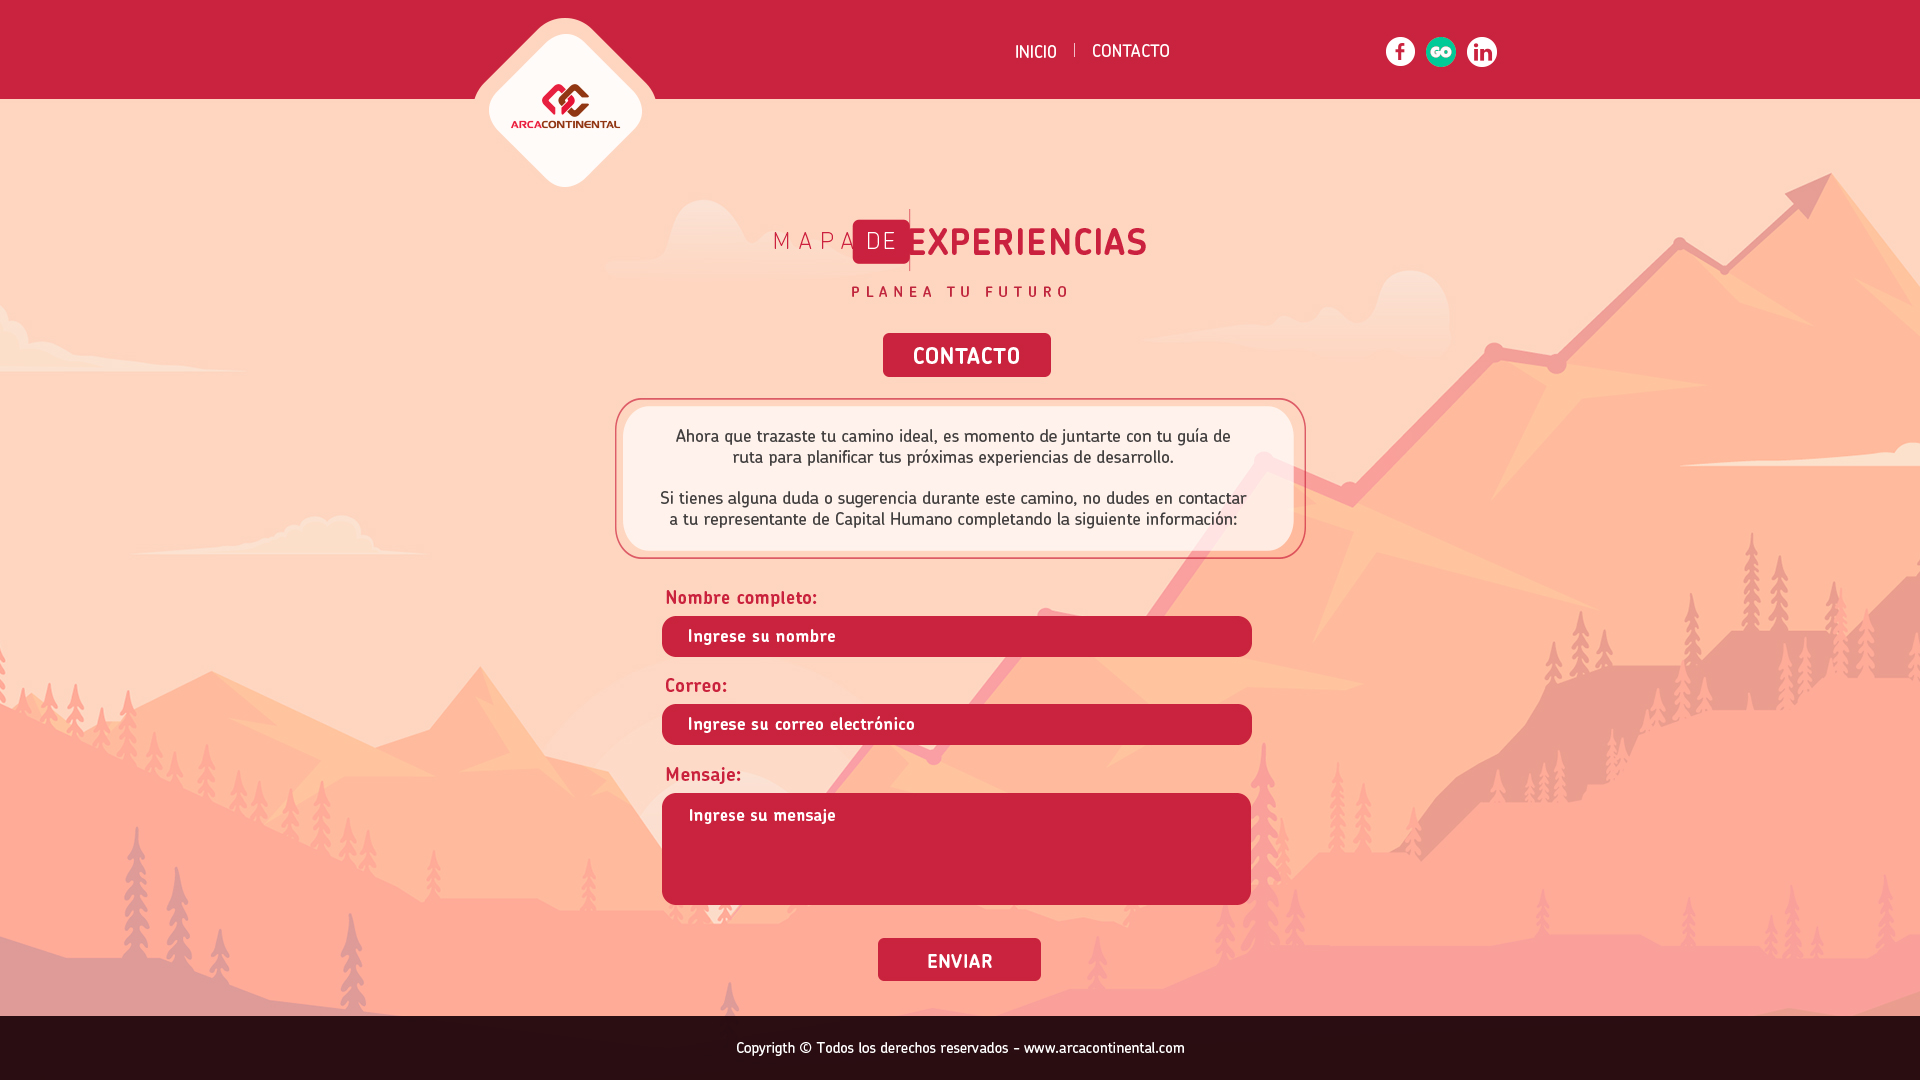 INICIO | CONTACTO
GO
in
ARCACONTINENTAL
MAPA DE EXPERIENCIAS
PLANEA TU FUTURO
CONTACTO
Ahora que trazaste tu camino ideal, es momento de juntarte con tu guía de
ruta para planificar tus próximas experiencias de desarrollo.
Si tienes alguna duda o sugerencia durante este camino, no dudes en contactar
a tu representante de Capital Humano completando la siguiente información:
Nombre completo:
Ingrese su nombre
Correo:
Ingrese su correo electrónico
Mensaje:
Ingrese su mensaje
ENVIAR
Copyrigth © Todos los derechos reservados - www.arcacontinental.com